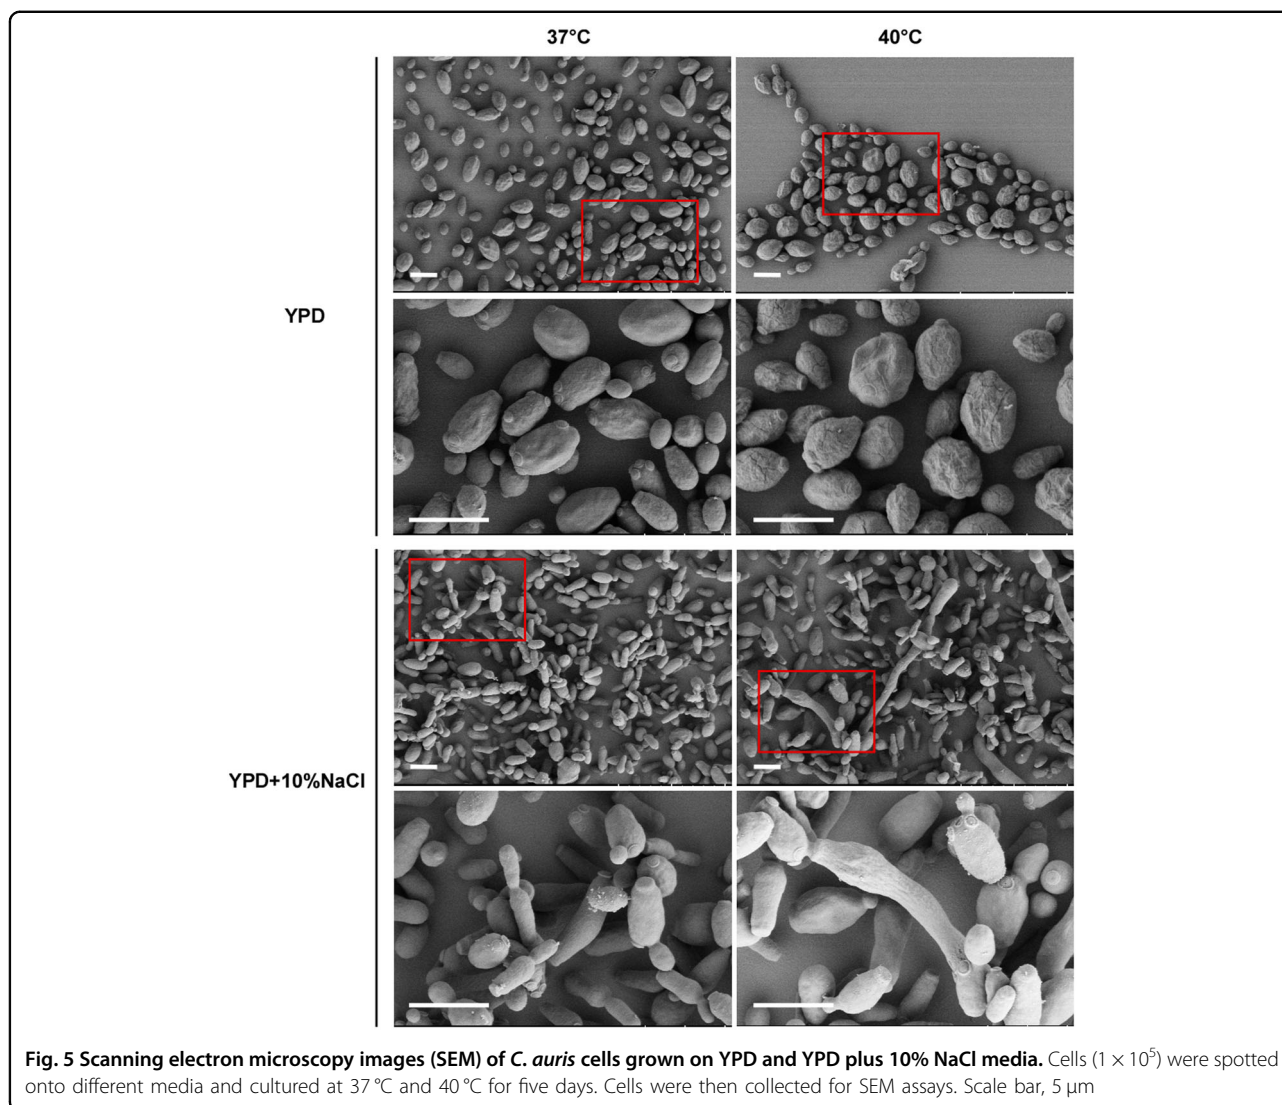 37°C 40°C
YPD
YPD+10%NaCl
Fig. 5 Scanning electron microscopy images (SEM) of C. auris cells grown on YPD and YPD plus 10% NaCl media. Cells (1 × 10⁵) were spotted
onto different media and cultured at 37 °C and 40 °C for five days. Cells were then collected for SEM assays. Scale bar, 5 μm